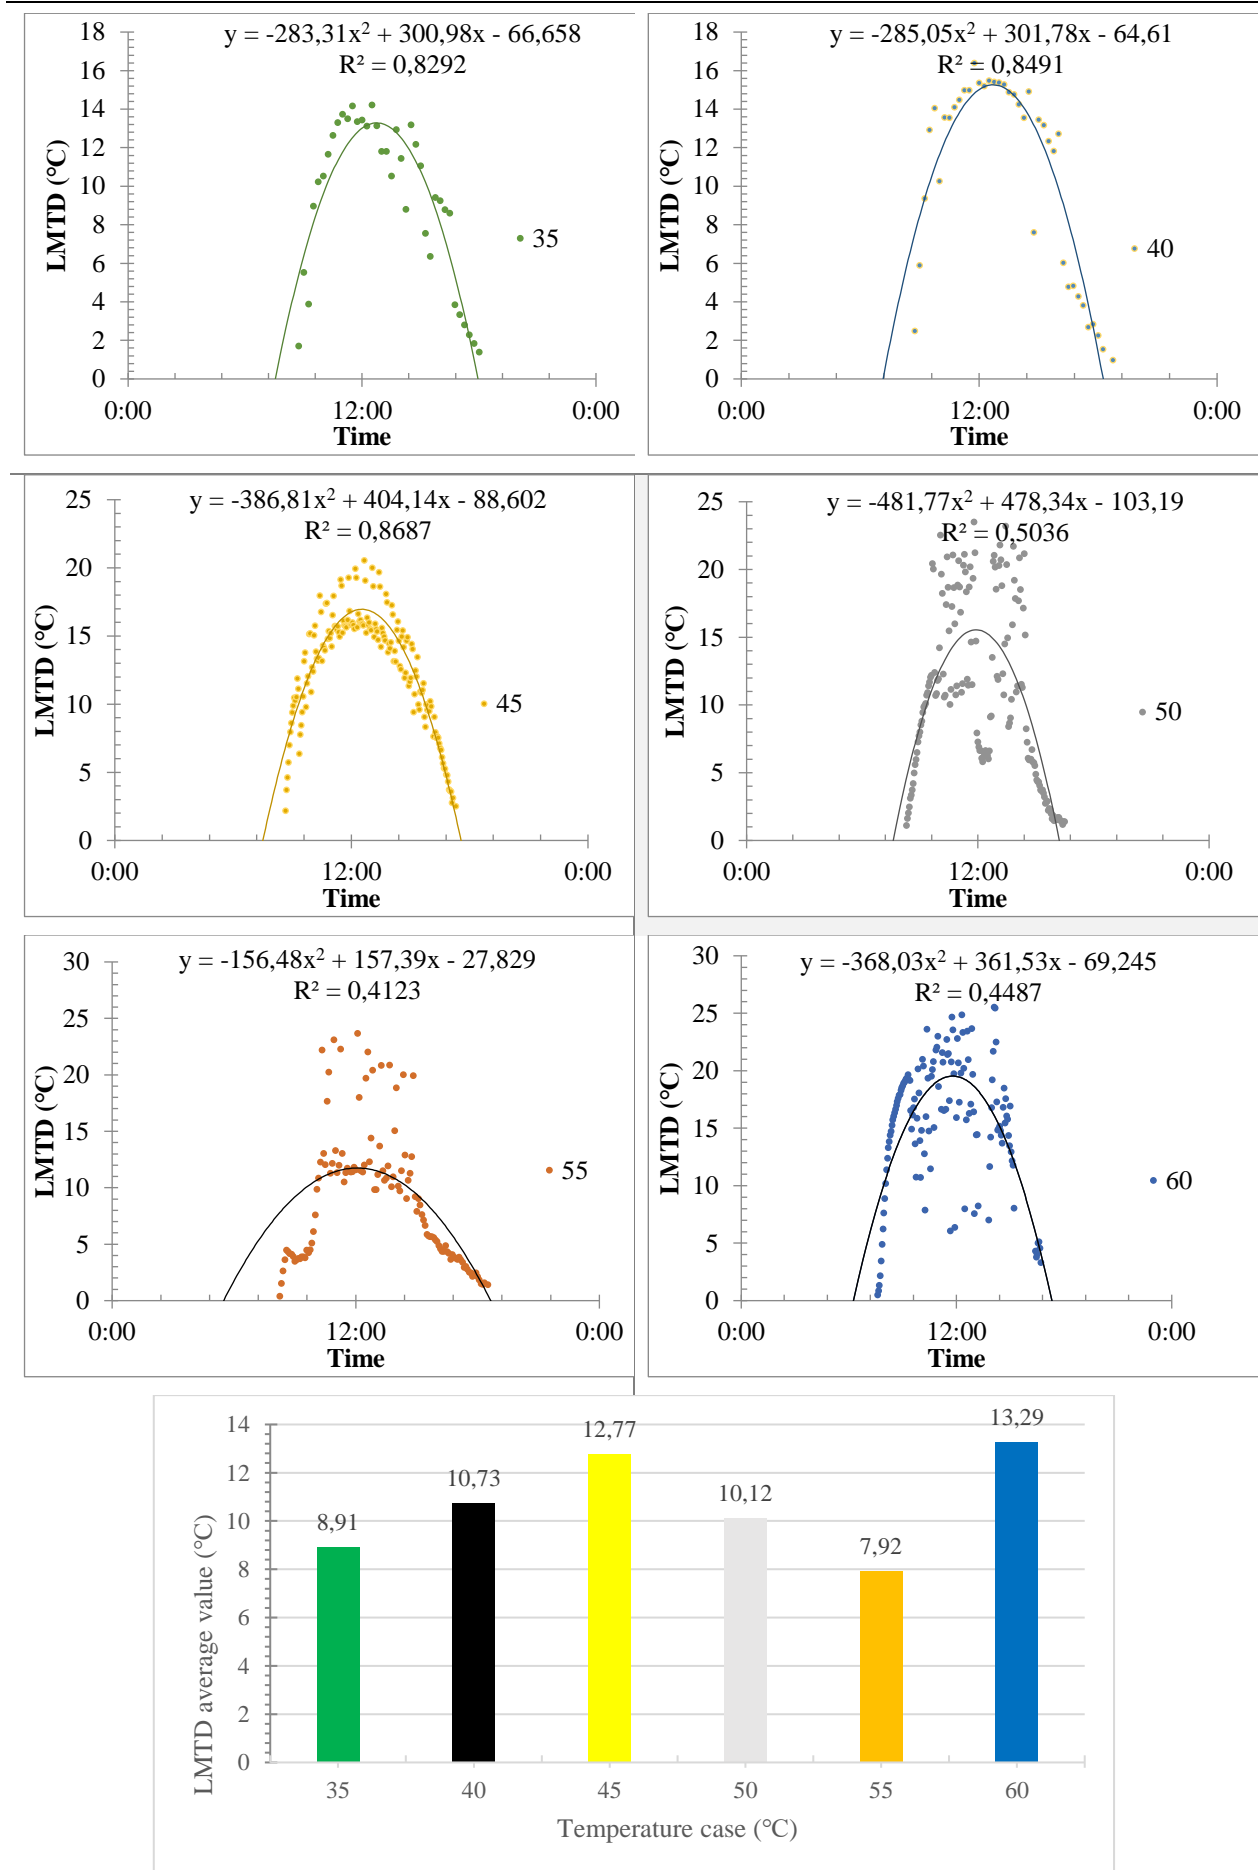 y = -283,31x² + 300,98x - 66,658
R² = 0,8292
18
16
14
12
10
8
6
4
2
0
LMTD (°C)
35
0:00 12:00 0:00
Time
y = -285,05x² + 301,78x - 64,61
R² = 0,8491
18
16
14
12
10
8
6
4
2
0
LMTD (°C)
40
0:00 12:00 0:00
Time
y = -386,81x² + 404,14x - 88,602
R² = 0,8687
25
20
15
10
5
0
LMTD (°C)
45
0:00 12:00 0:00
Time
y = -481,77x² + 478,34x - 103,19
R² = 0,5036
25
20
15
10
5
0
LMTD (°C)
50
0:00 12:00 0:00
Time
y = -156,48x² + 157,39x - 27,829
R² = 0,4123
30
25
20
15
10
5
0
LMTD (°C)
55
0:00 12:00 0:00
Time
y = -368,03x² + 361,53x - 69,245
R² = 0,4487
30
25
20
15
10
5
0
LMTD (°C)
60
0:00 12:00 0:00
Time
14
12
10
8
6
4
2
0
LMTD average value (°C)
8,91 10,73 12,77 10,12 7,92 13,29
35 40 45 50 55 60
Temperature case (°C)